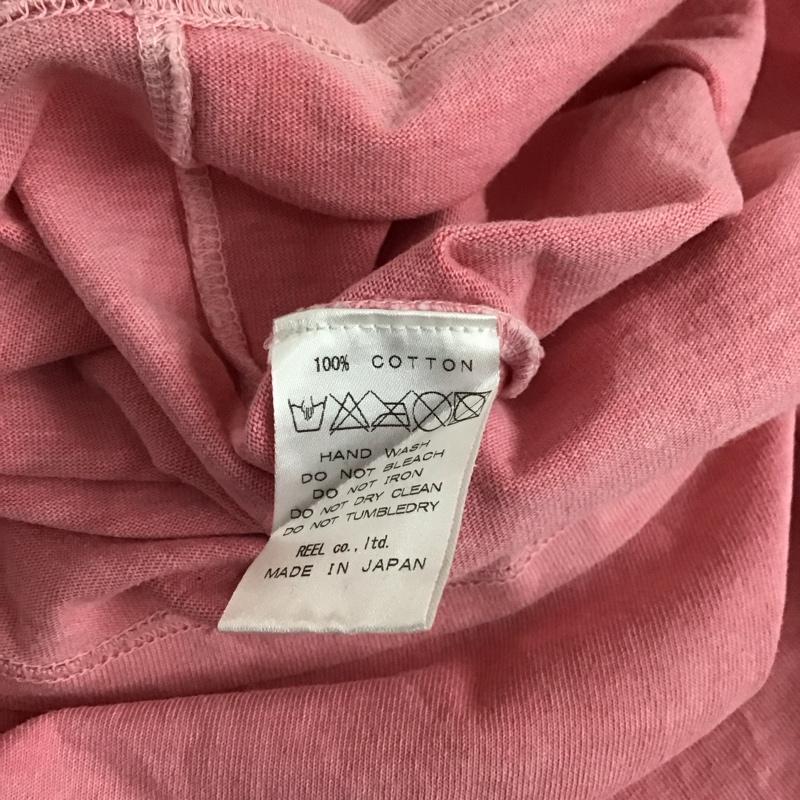 100% COTTON
HAND WASH
DO NOT BLEACH
DO NOT IRON
DO NOT DRY CLEAN
DO NOT TUMBLEDRY
REEL co., ltd.
MADE IN JAPAN